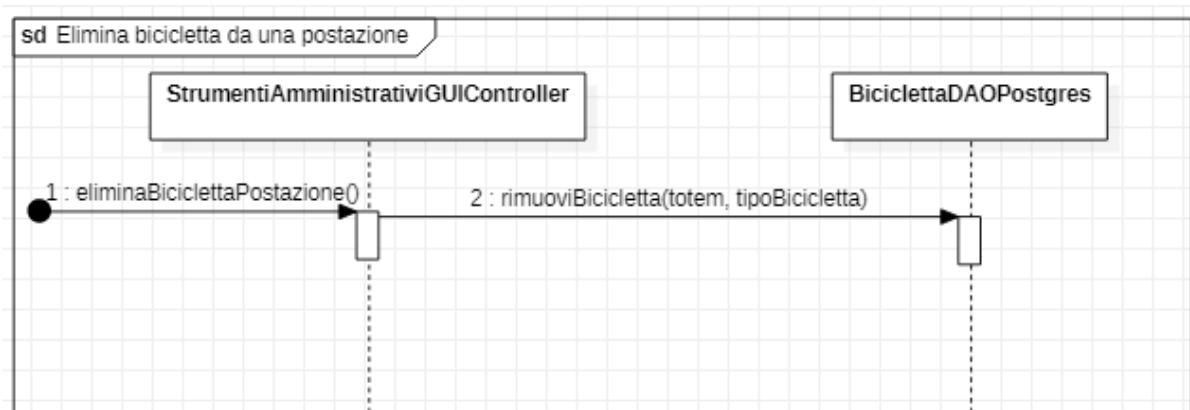 sd Elimina bicicletta da una postazione
StrumentiAmministrativiGUIController
BiciclettaDAOPostgres
1 : eliminaBiciclettaPostazione()
2 : rimuoviBicicletta(totem, tipoBicicletta)